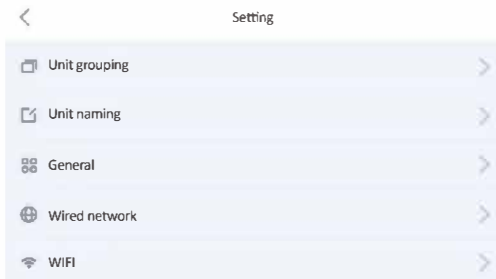 Setting
Unit grouping
Unit naming
General
Wired network
WIFI